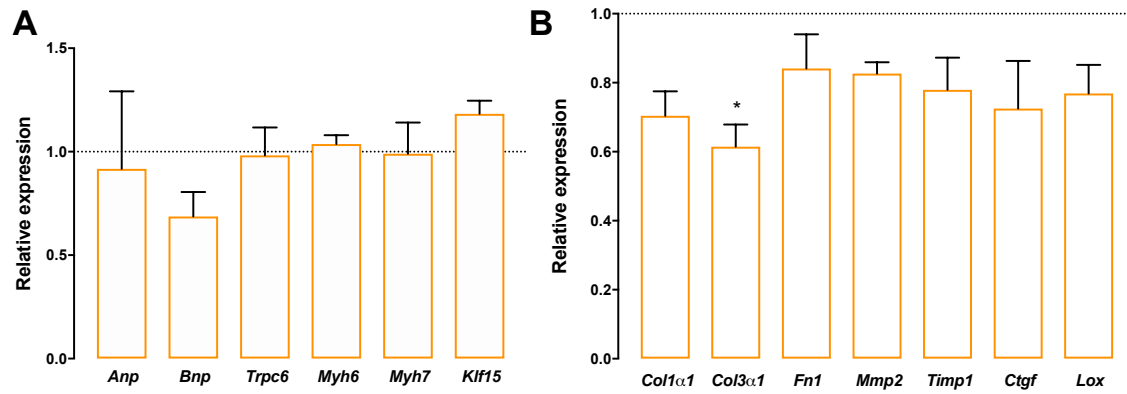 A
Relative expression
1.5
1.0
0.5
0.0
Anp Bnp Trpc6 Myh6 Myh7 Klf15
B
Relative expression
1.0
0.8
0.6
0.4
0.2
0.0
*
Col1α1 Col3α1 Fn1 Mmp2 Timp1 Ctgf Lox